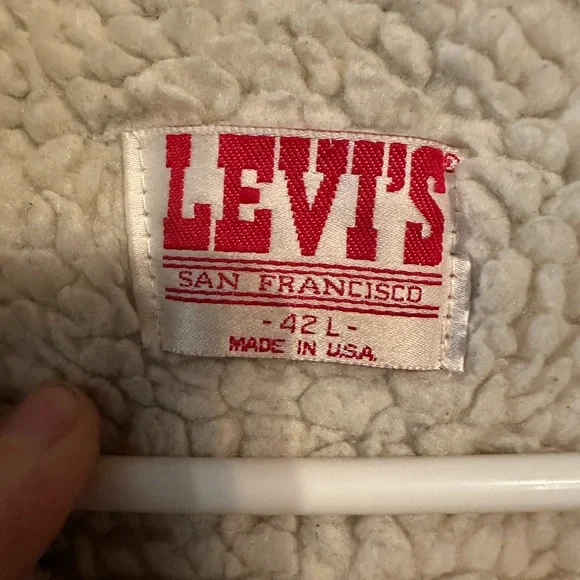 LEVI'S®
SAN FRANCISCO
- 42 L -
MADE IN U.S.A.